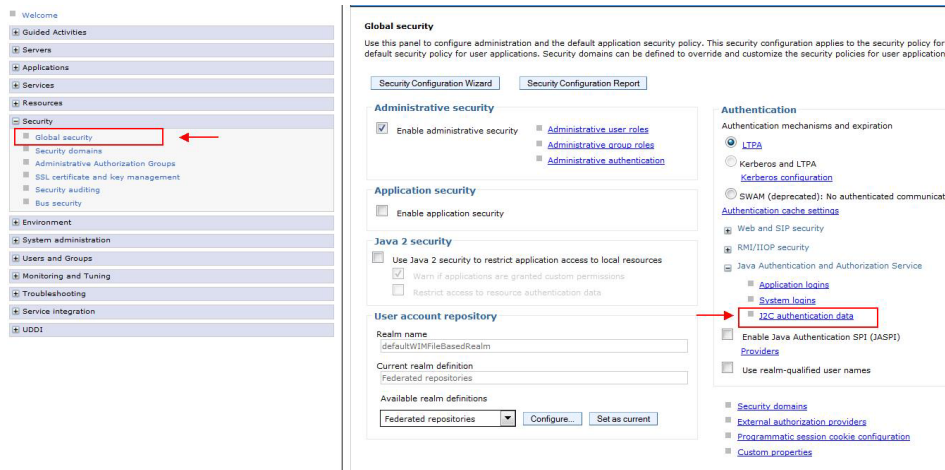 Welcome
Guided Activities
Servers
Applications
Services
Resources
Security
Global security
Security domains
Administrative Authorization Groups
SSL certificate and key management
Security auditing
Bus security
Environment
System administration
Users and Groups
Monitoring and Tuning
Troubleshooting
Service integration
UDDI
Global security
Use this panel to configure administration and the default application security policy. This security configuration applies to the security policy for
default security policy for user applications. Security domains can be defined to override and customize the security policies for user application
Security Configuration Wizard
Security Configuration Report
Administrative security
Enable administrative security
Administrative user roles
Administrative group roles
Administrative authentication
Application security
Enable application security
Java 2 security
Use Java 2 security to restrict application access to local resources
Warn if applications are granted custom permissions
Restrict access to resource authentication data
User account repository
Realm name
defaultWIMFileBasedRealm
Current realm definition
Federated repositories
Available realm definitions
Federated repositories
Configure...
Set as current
Authentication
Authentication mechanisms and expiration
LTPA
Kerberos and LTPA
Kerberos configuration
SWAM (deprecated): No authenticated communicat
Authentication cache settings
Web and SIP security
RMI/IIOP security
Java Authentication and Authorization Service
Application logins
System logins
J2C authentication data
Enable Java Authentication SPI (JASPI)
Providers
Use realm-qualified user names
Security domains
External authorization providers
Programmatic session cookie configuration
Custom properties